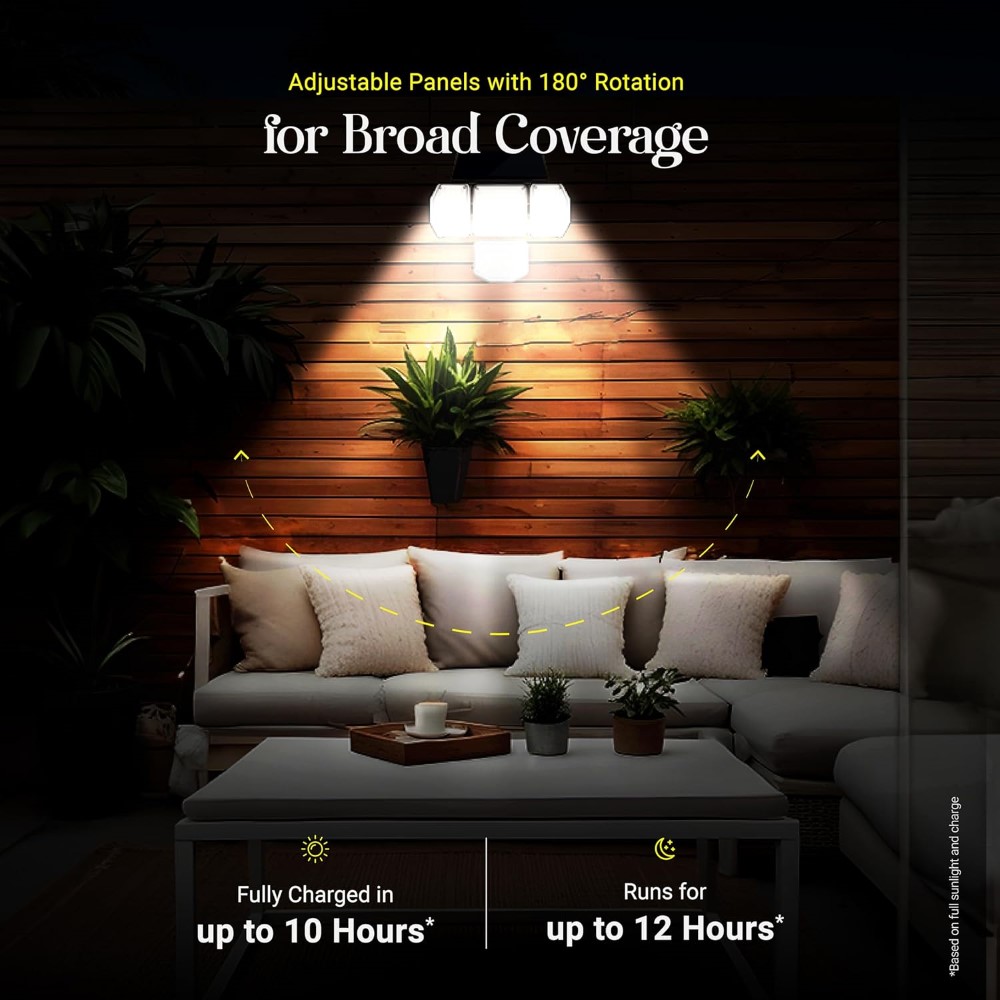 Adjustable Panels with 180° Rotation
for Broad Coverage
Fully Charged in
up to 10 Hours*
Runs for
up to 12 Hours*
*Based on full sunlight and charge